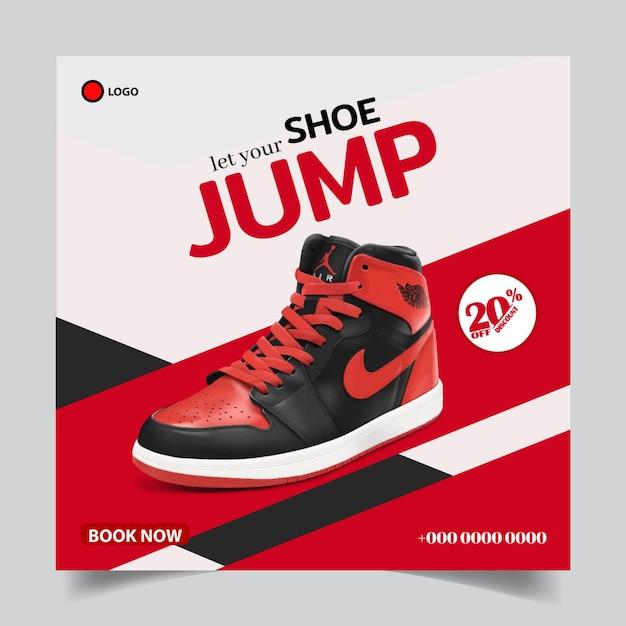 LOGO
let your SHOE
JUMP
AIR
20%
OFF DISCOUNT
BOOK NOW
+000 0000 0000